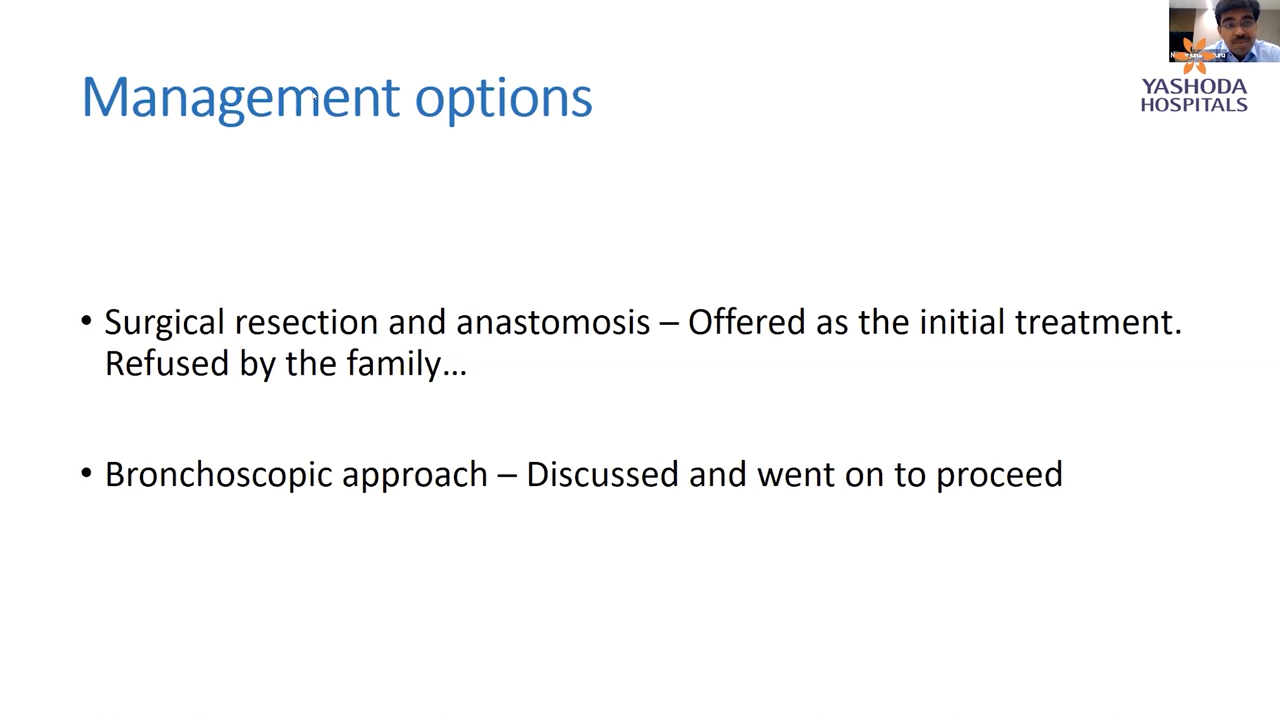 Management options
YASHODA
HOSPITALS
• Surgical resection and anastomosis – Offered as the initial treatment.
Refused by the family…
• Bronchoscopic approach – Discussed and went on to proceed